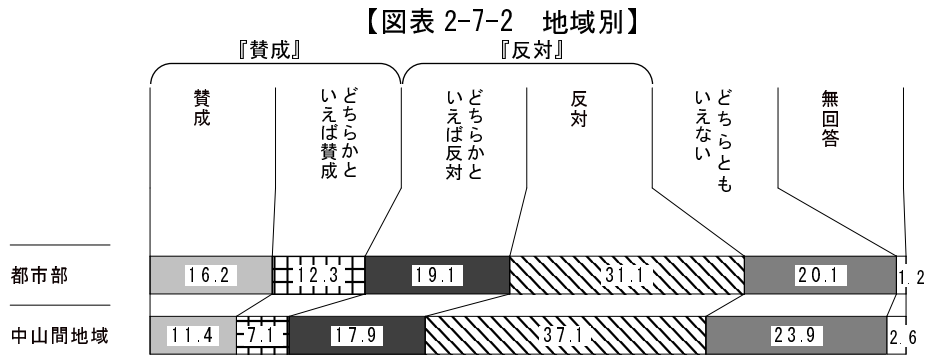 【図表 2-7-2　地域別】
『賛成』
『反対』
賛成
どちらかと
いえば賛成
どちらかと
いえば反対
反対
どちらとも
いえない
無回答
都市部
16.2
12.3
19.1
31.1
20.1
1.2
中山間地域
11.4
7.1
17.9
37.1
23.9
2.6